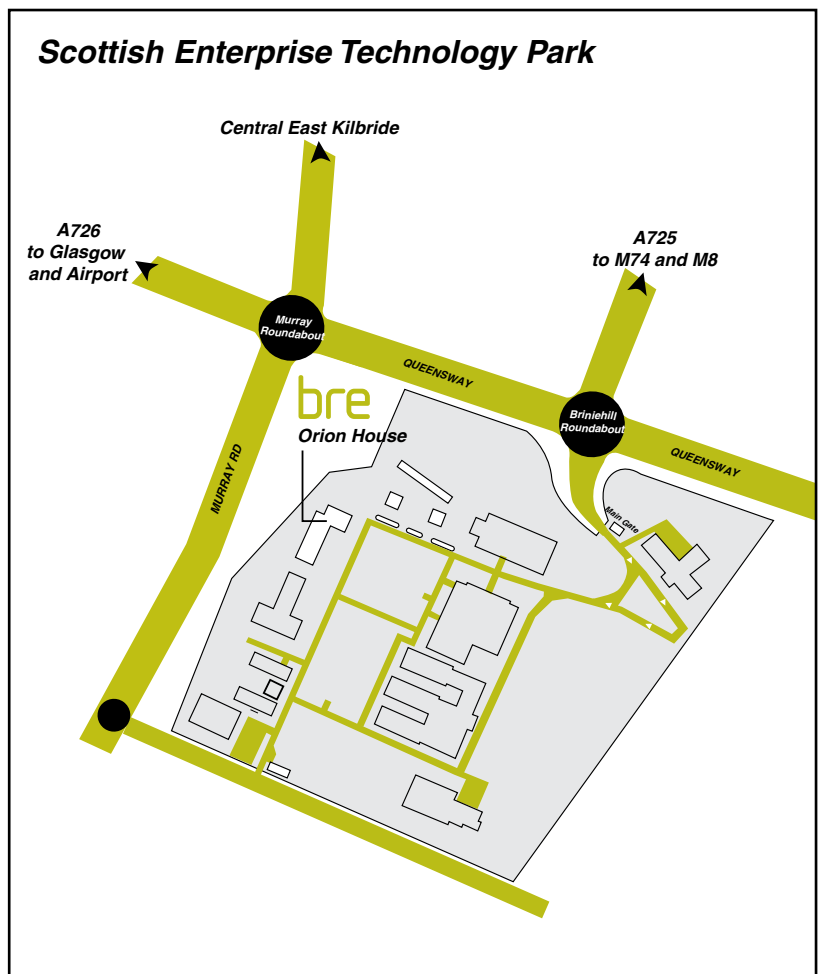 Scottish Enterprise Technology Park
Central East Kilbride
A726
to Glasgow
and Airport
A725
to M74 and M8
Murray
Roundabout
QUEENSWAY
bre
Orion House
Briniehill
Roundabout
QUEENSWAY
MURRAY RD
Main Gate